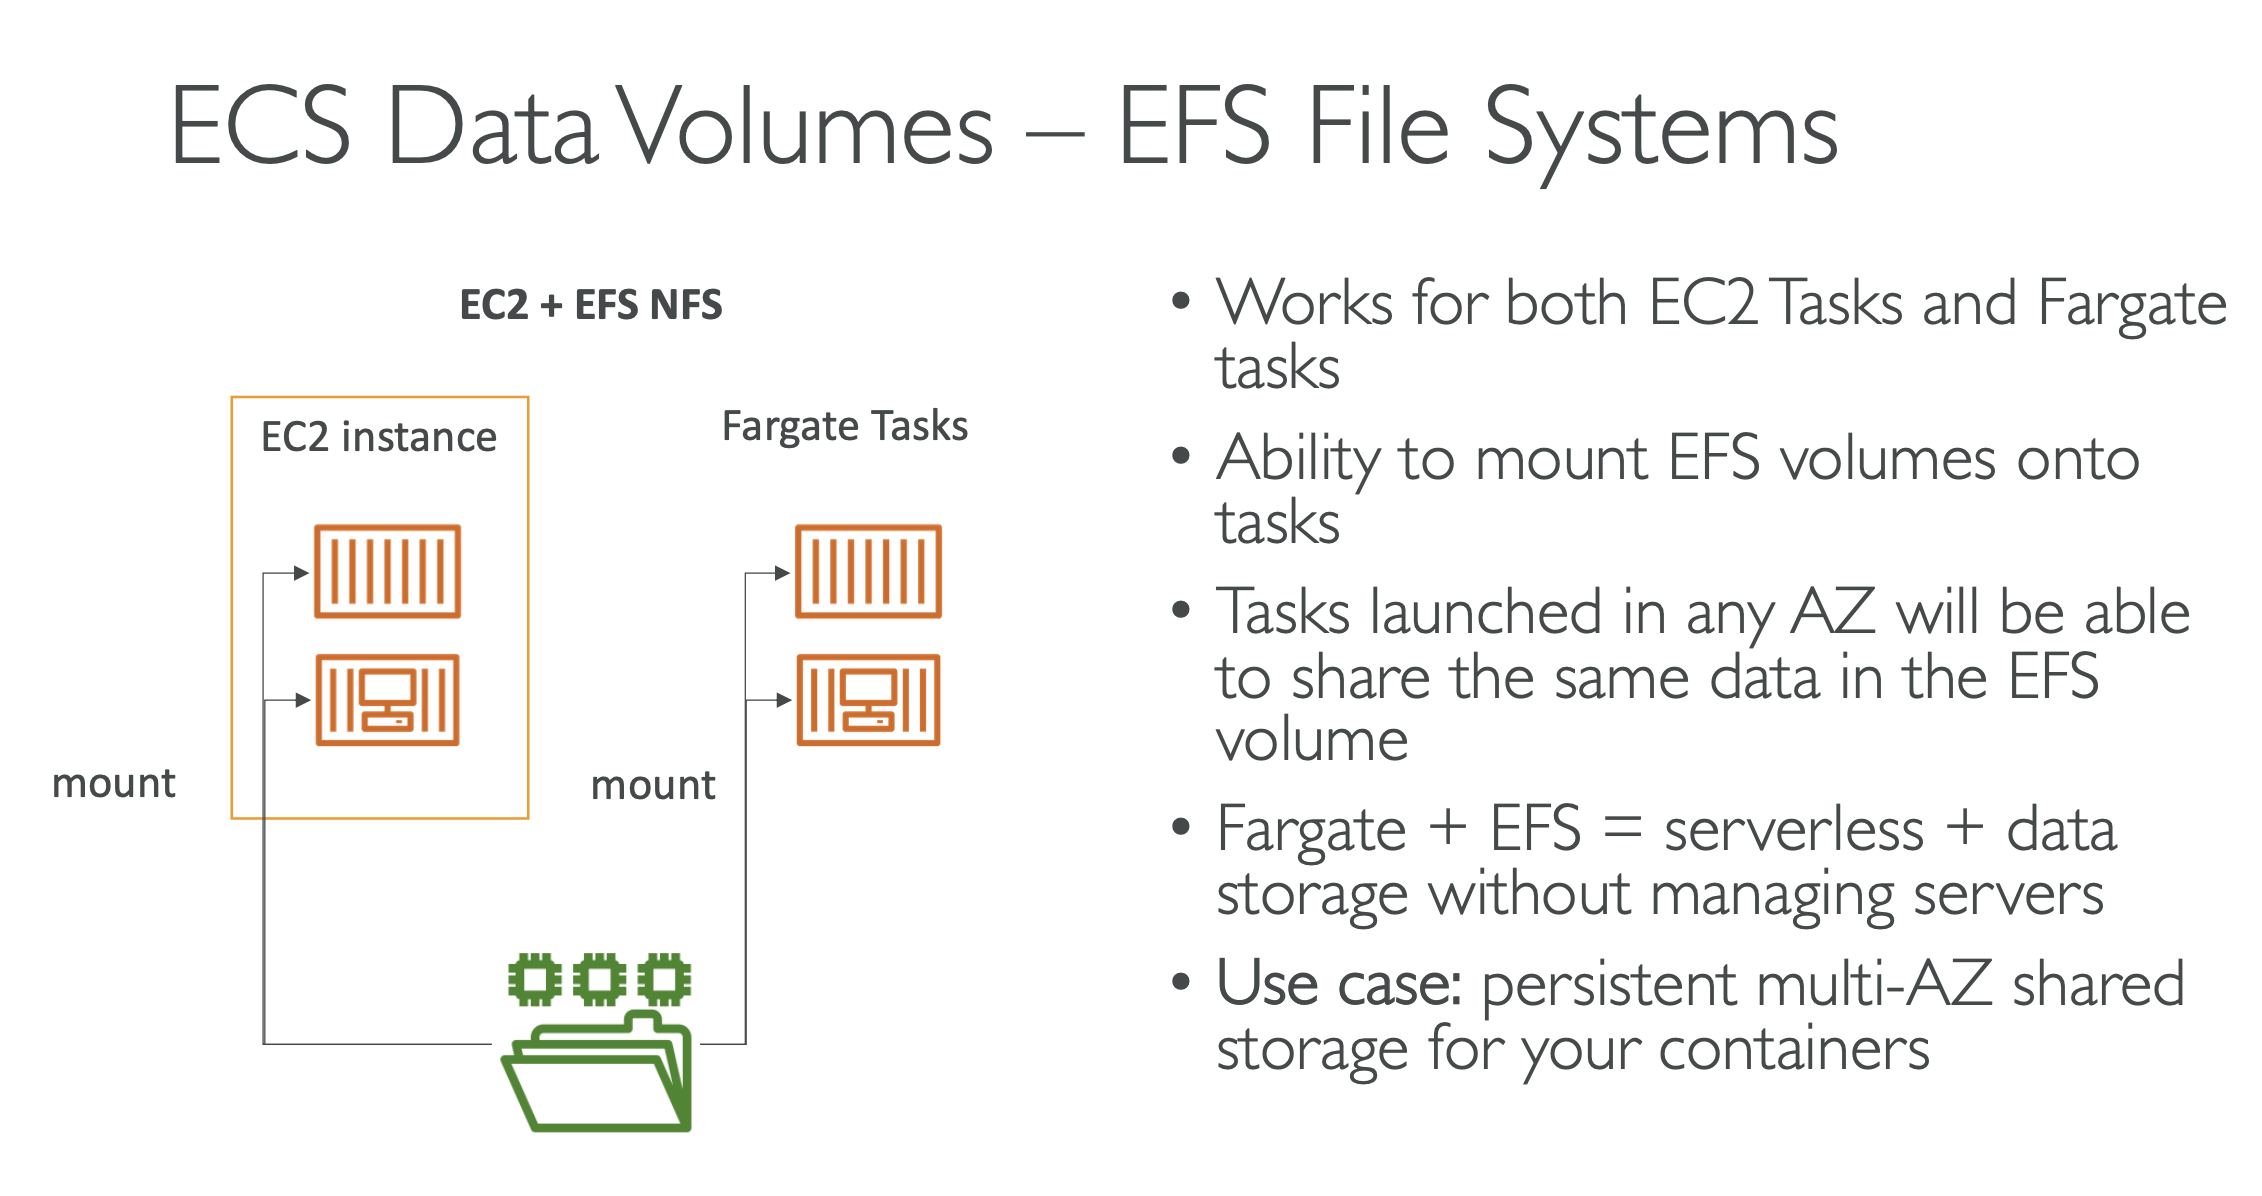 ECS Data Volumes – EFS File Systems
EC2 + EFS NFS
EC2 instance
Fargate Tasks
mount
mount
• Works for both EC2 Tasks and Fargate
tasks
• Ability to mount EFS volumes onto
tasks
• Tasks launched in any AZ will be able
to share the same data in the EFS
volume
• Fargate + EFS = serverless + data
storage without managing servers
• Use case: persistent multi-AZ shared
storage for your containers